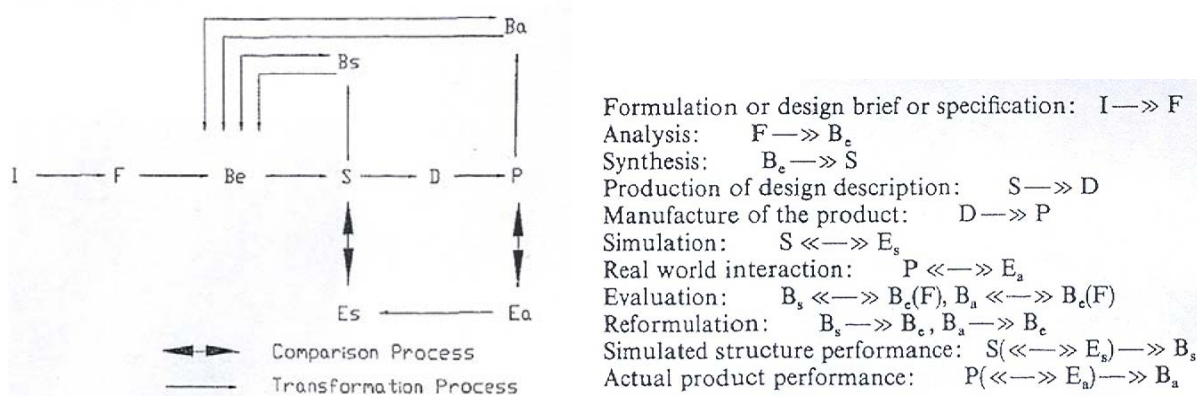 Ba
Bs
I F Be S D P
Es Ea
Comparison Process
Transformation Process
Formulation or design brief or specification: I—≫ F
Analysis: F—≫ Bₑ
Synthesis: Bₑ—≫ S
Production of design description: S—≫ D
Manufacture of the product: D—≫ P
Simulation: S ≪—≫ Eₛ
Real world interaction: P ≪—≫ Eₐ
Evaluation: Bₛ ≪—≫ Bₑ(F), Bₐ ≪—≫ Bₑ(F)
Reformulation: Bₛ—≫ Bₑ, Bₐ—≫ Bₑ
Simulated structure performance: S(≪—≫ Eₛ)—≫ Bₛ
Actual product performance: P(≪—≫ Eₐ)—≫ Bₐ